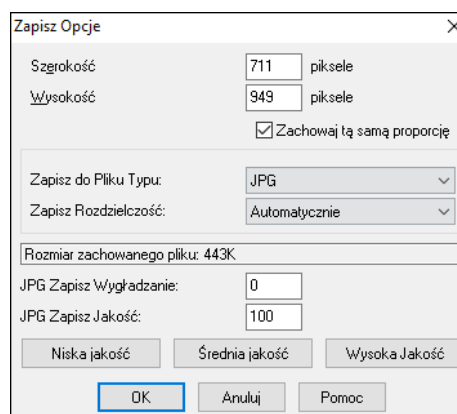 Zapisz Opcje
Szerokość 711 piksele
Wysokość 949 piksele
Zachowaj tą samą proporcję
Zapisz do Pliku Typu: JPG
Zapisz Rozdzielczość: Automatycznie
Rozmiar zachowanego pliku: 443K
JPG Zapisz Wygładzanie: 0
JPG Zapisz Jakość: 100
Niska jakość Średnia jakość Wysoka Jakość
OK Anuluj Pomoc